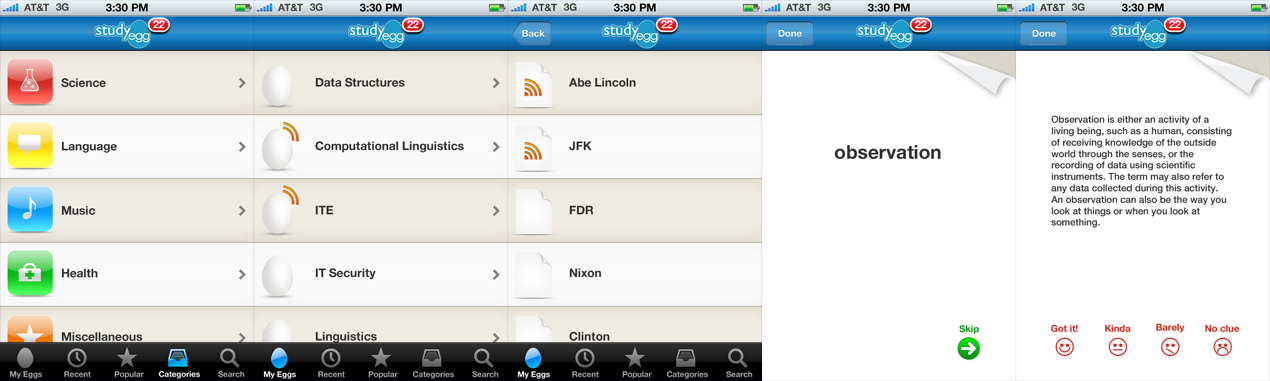 AT&T 3G 3:30 PM
study egg 22
Science
Language
Music
Health
Miscellaneous
My Eggs Recent Popular Categories Search
AT&T 3G 3:30 PM
study egg 22
Data Structures
Computational Linguistics
ITE
IT Security
Linguistics
My Eggs Recent Popular Categories Search
AT&T 3G 3:30 PM
Back study egg 22
Abe Lincoln
JFK
FDR
Nixon
Clinton
My Eggs Recent Popular Categories Search
AT&T 3G 3:30 PM
Done study egg 22
observation
Skip
AT&T 3G 3:30 PM
Done study egg 22
Observation is either an activity of a
living being, such as a human, consisting
of receiving knowledge of the outside
world through the senses, or the
recording of data using scientific
instruments. The term may also refer to
any data collected during this activity.
An observation can also be the way you
look at things or when you look at
something.
Got it! Kinda Barely No clue